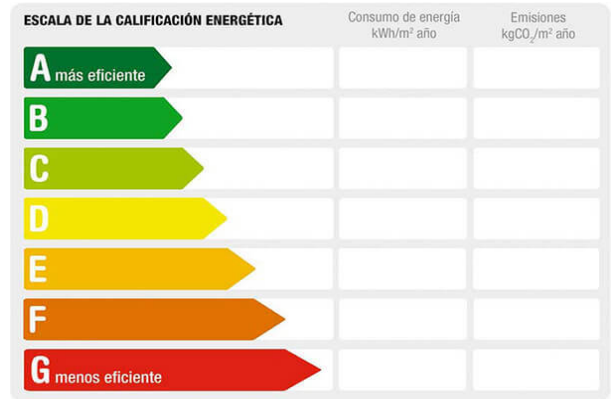 ESCALA DE LA CALIFICACIÓN ENERGÉTICA
Consumo de energía
kWh/m² año
Emisiones
kgCO₂/m² año
A más eficiente
B
C
D
E
F
G menos eficiente